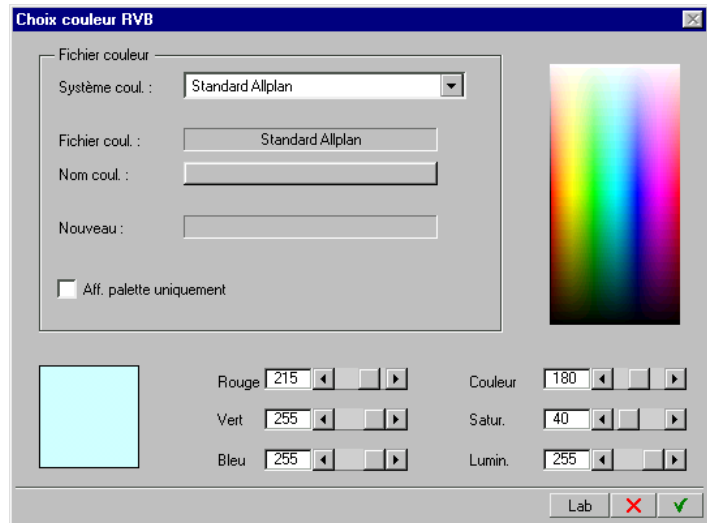 Choix couleur RVB
Fichier couleur
Système coul. : Standard Allplan
Fichier coul. : Standard Allplan
Nom coul. :
Nouveau :
Aff. palette uniquement
Rouge 215 Couleur 180
Vert 255 Satur. 40
Bleu 255 Lumin. 255
Lab